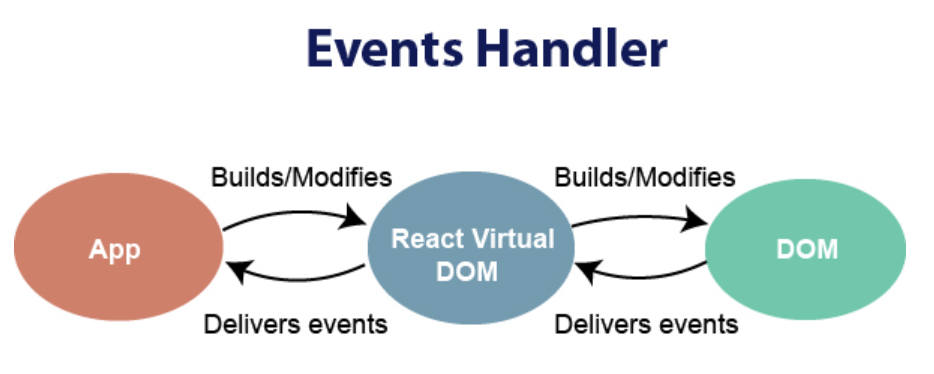 Events Handler
Builds/Modifies
Builds/Modifies
App
React Virtual
DOM
DOM
Delivers events
Delivers events